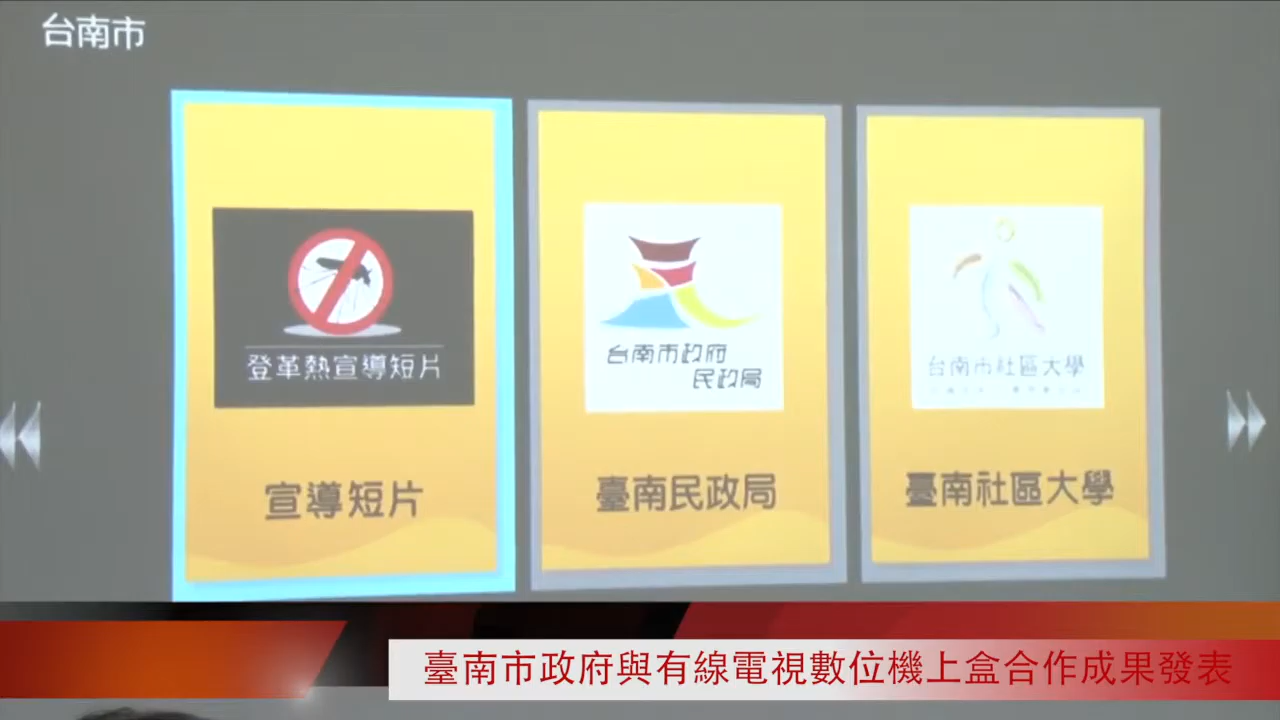 台南市
登革熱宣導短片
宣導短片
台南市政府
民政局
臺南民政局
台南市社區大學
臺南社區大學
臺南市政府與有線電視數位機上盒合作成果發表